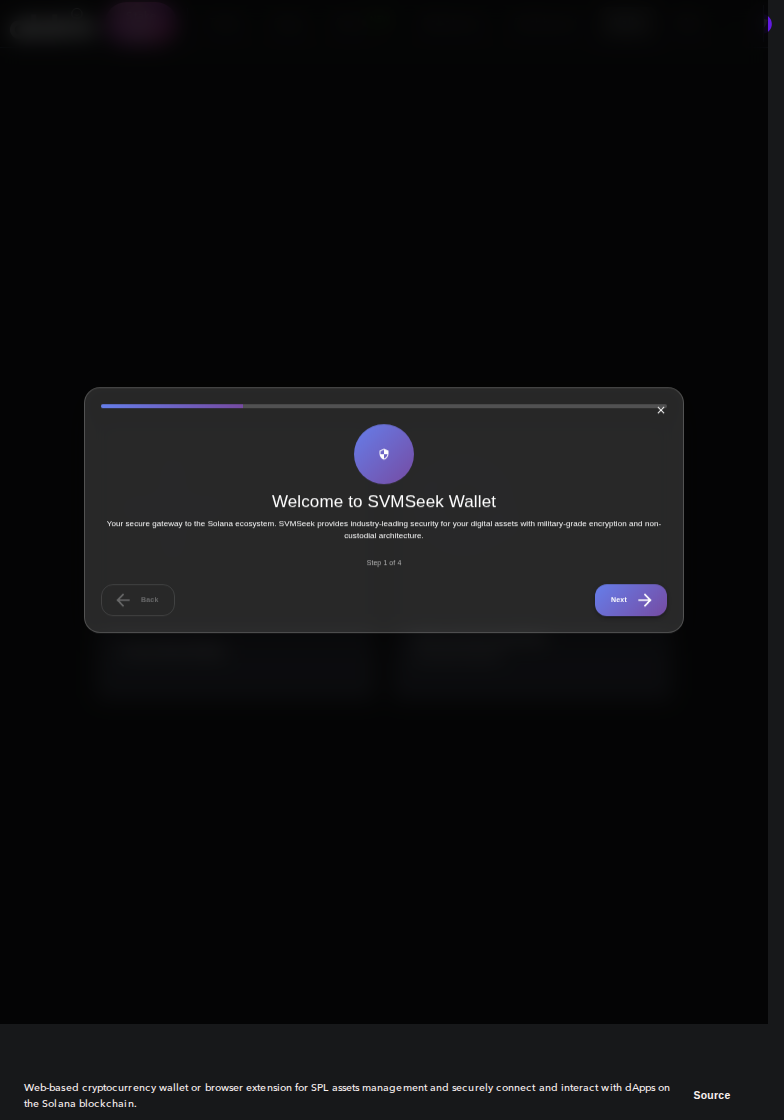 Welcome to SVMSeek Wallet
Your secure gateway to the Solana ecosystem. SVMSeek provides industry-leading security for your digital assets with military-grade encryption and non-
custodial architecture.
Step 1 of 4
Back
Next
Web-based cryptocurrency wallet or browser extension for SPL assets management and securely connect and interact with dApps on
the Solana blockchain.
Source